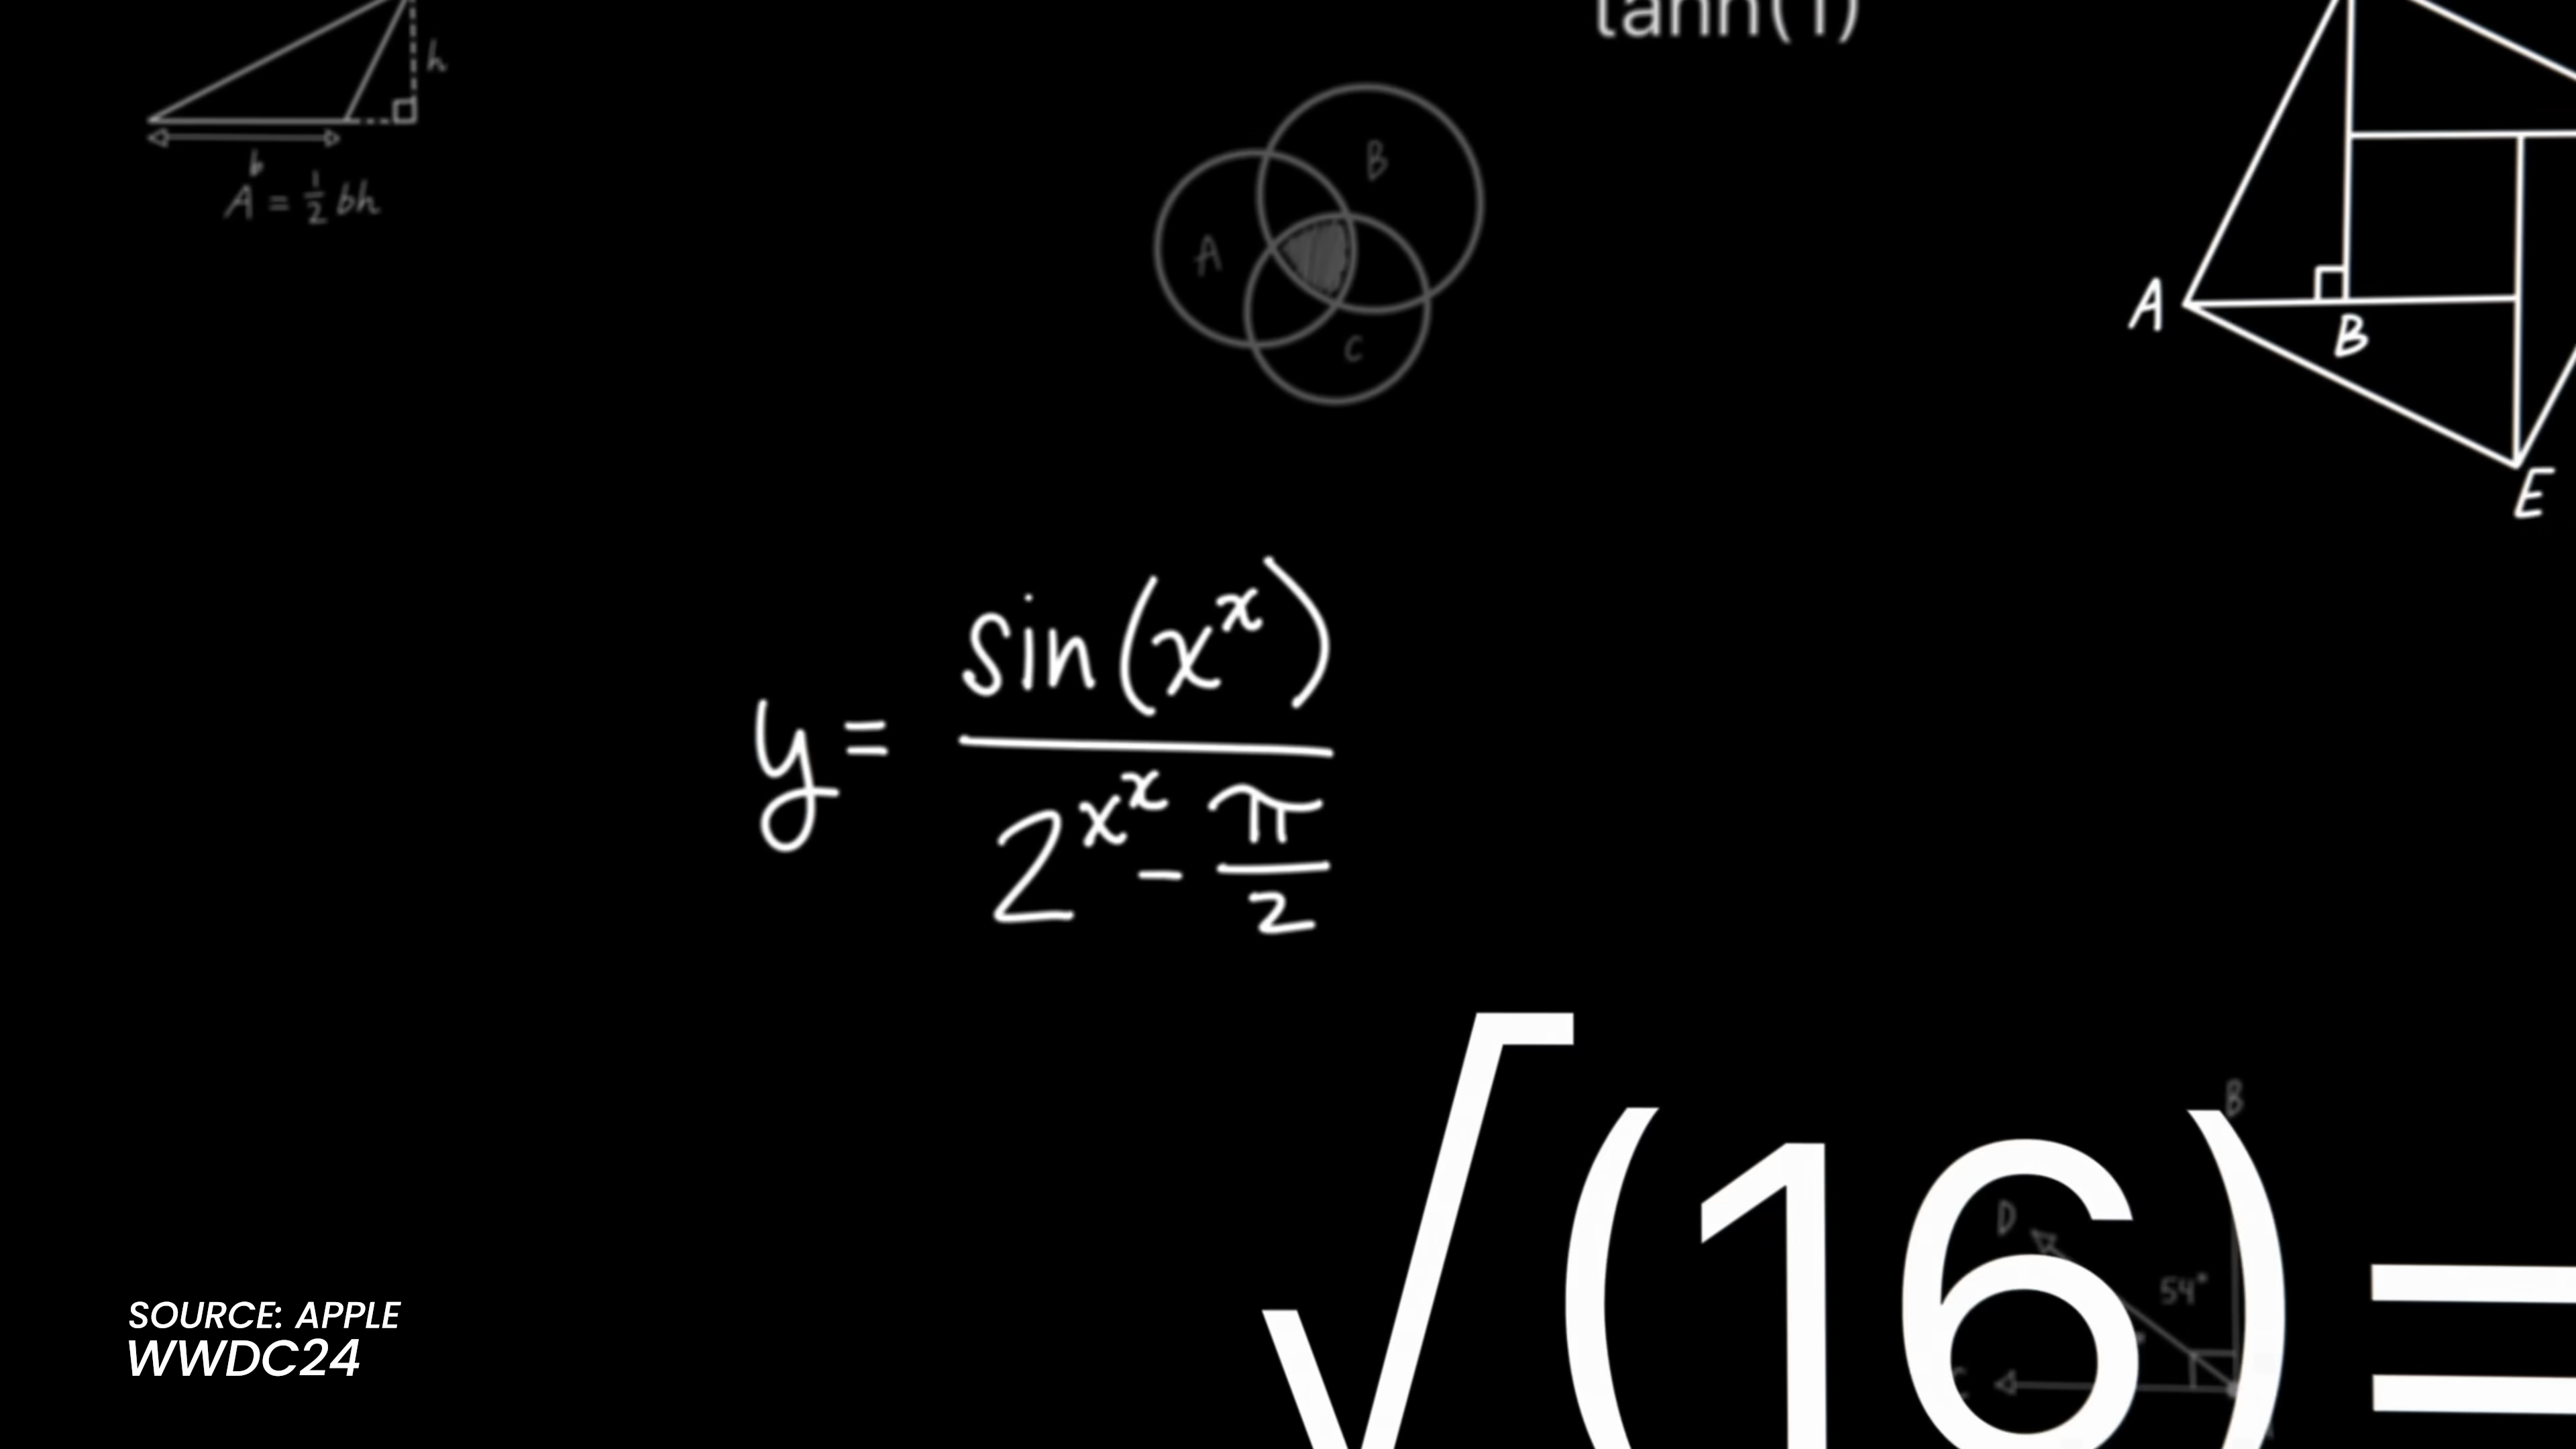 tanh(1)
h
b
A = 1/2 bh
B
A
C
A
B
E
y = sin(x^x) / (2^(x^x) - π/2)
√(16) =
B
D
54°
C
SOURCE: APPLE
WWDC24